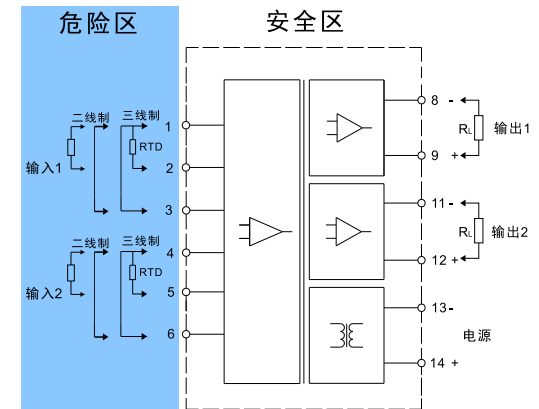 危险区 安全区
二线制 三线制 1
RTD
输入1 2
3
二线制 三线制 4
RTD
输入2 5
6
8 -
RL 输出1
9 +
11 -
RL 输出2
12 +
13 -
电源
14 +